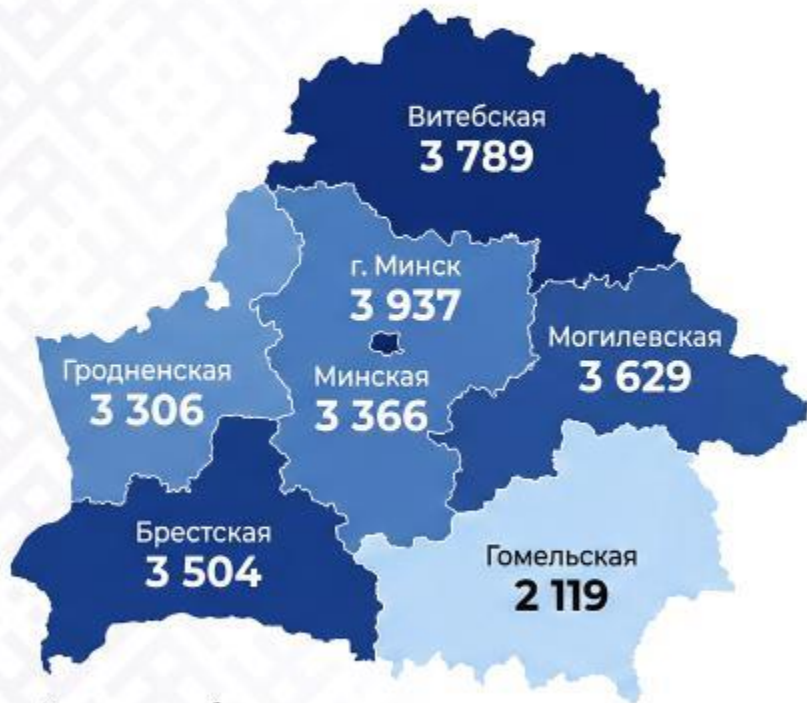 Витебская
3 789
г. Минск
3 937
Могилевская
3 629
Гродненская
3 306
Минская
3 366
Брестская
3 504
Гомельская
2 119